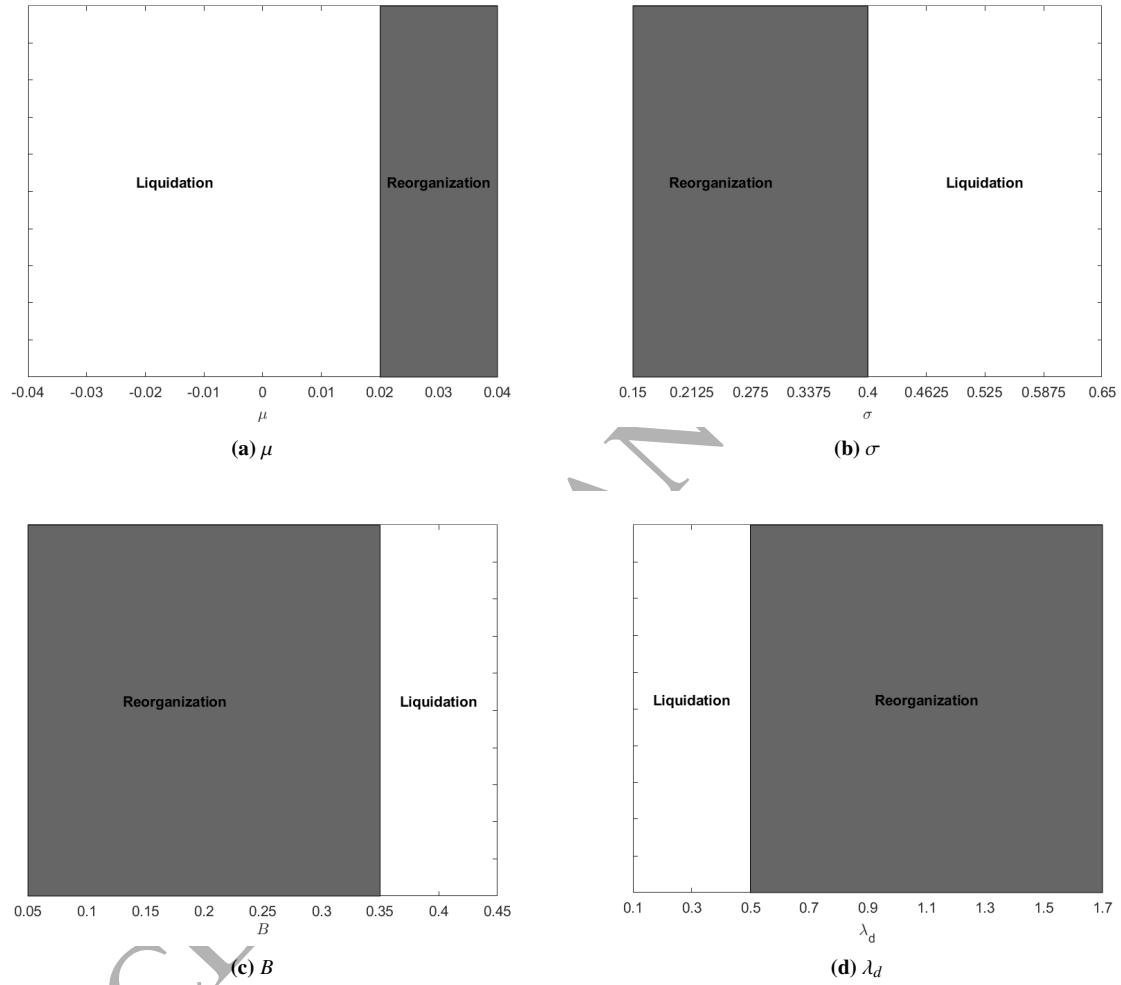 Liquidation
Reorganization
-0.04 -0.03 -0.02 -0.01 0 0.01 0.02 0.03 0.04
μ
(a) μ
Reorganization
Liquidation
0.15 0.2125 0.275 0.3375 0.4 0.4625 0.525 0.5875 0.65
σ
(b) σ
Reorganization
Liquidation
0.05 0.1 0.15 0.2 0.25 0.3 0.35 0.4 0.45
B
(c) B
Liquidation
Reorganization
0.1 0.3 0.5 0.7 0.9 1.1 1.3 1.5 1.7
λ_d
(d) λ_d